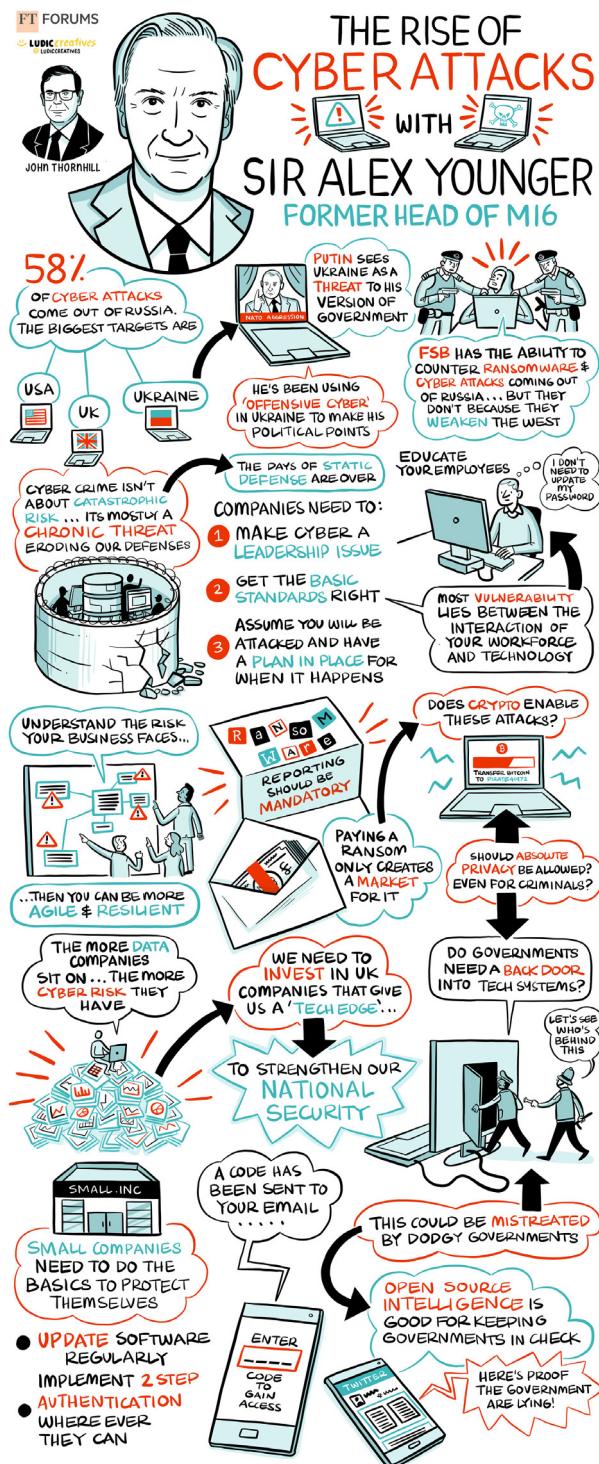 FT FORUMS
LUDICcreatives
@LUDICCREATIVES
JOHN THORNHILL
THE RISE OF
CYBER ATTACKS
WITH
SIR ALEX YOUNGER
FORMER HEAD OF MI6
58%
OF CYBER ATTACKS
COME OUT OF RUSSIA.
THE BIGGEST TARGETS ARE
USA
UK
UKRAINE
NATO AGGRESSION
PUTIN SEES
UKRAINE AS A
THREAT TO HIS
VERSION OF
GOVERNMENT
HE'S BEEN USING
'OFFENSIVE CYBER'
IN UKRAINE TO MAKE HIS
POLITICAL POINTS
FSB HAS THE ABILITY TO
COUNTER RANSOMWARE &
CYBER ATTACKS COMING OUT
OF RUSSIA... BUT THEY
DON'T BECAUSE THEY
WEAKEN THE WEST
CYBER CRIME ISN'T
ABOUT CATASTROPHIC
RISK ... ITS MOSTLY A
CHRONIC THREAT
ERODING OUR DEFENSES
THE DAYS OF STATIC
DEFENSE ARE OVER
COMPANIES NEED TO:
1 MAKE CYBER A
LEADERSHIP ISSUE
2 GET THE BASIC
STANDARDS RIGHT
3 ASSUME YOU WILL BE
ATTACKED AND HAVE
A PLAN IN PLACE FOR
WHEN IT HAPPENS
EDUCATE
YOUR EMPLOYEES
I DON'T
NEED TO
UPDATE
MY
PASSWORD
MOST VULNERABILITY
LIES BETWEEN THE
INTERACTION OF
YOUR WORKFORCE
AND TECHNOLOGY
UNDERSTAND THE RISK
YOUR BUSINESS FACES...
...THEN YOU CAN BE MORE
AGILE & RESILIENT
RaNSoM
WaRe
REPORTING
SHOULD BE
MANDATORY
PAYING A
RANSOM
ONLY CREATES
A MARKET
FOR IT
DOES CRYPTO ENABLE
THESE ATTACKS?
TRANSFER BITCOIN
SHOULD ABSOLUTE
PRIVACY BE ALLOWED?
EVEN FOR CRIMINALS?
THE MORE DATA
COMPANIES
SIT ON ... THE MORE
CYBER RISK THEY
HAVE
WE NEED TO
INVEST IN UK
COMPANIES THAT GIVE
US A 'TECH EDGE'...
TO STRENGTHEN OUR
NATIONAL
SECURITY
DO GOVERNMENTS
NEED A BACK DOOR
INTO TECH SYSTEMS?
LET'S SEE
WHO'S
BEHIND
THIS
SMALL.INC
SMALL COMPANIES
NEED TO DO THE
BASICS TO PROTECT
THEMSELVES
• UPDATE SOFTWARE
REGULARLY
IMPLEMENT 2 STEP
• AUTHENTICATION
WHERE EVER
THEY CAN
A CODE HAS
BEEN SENT TO
YOUR EMAIL
.....
ENTER
_ _ _ _
CODE
TO
GAIN
ACCESS
THIS COULD BE MISTREATED
BY DODGY GOVERNMENTS
OPEN SOURCE
INTELLIGENCE IS
GOOD FOR KEEPING
GOVERNMENTS IN CHECK
TWITTER
HERE'S PROOF
THE GOVERNMENT
ARE LYING!